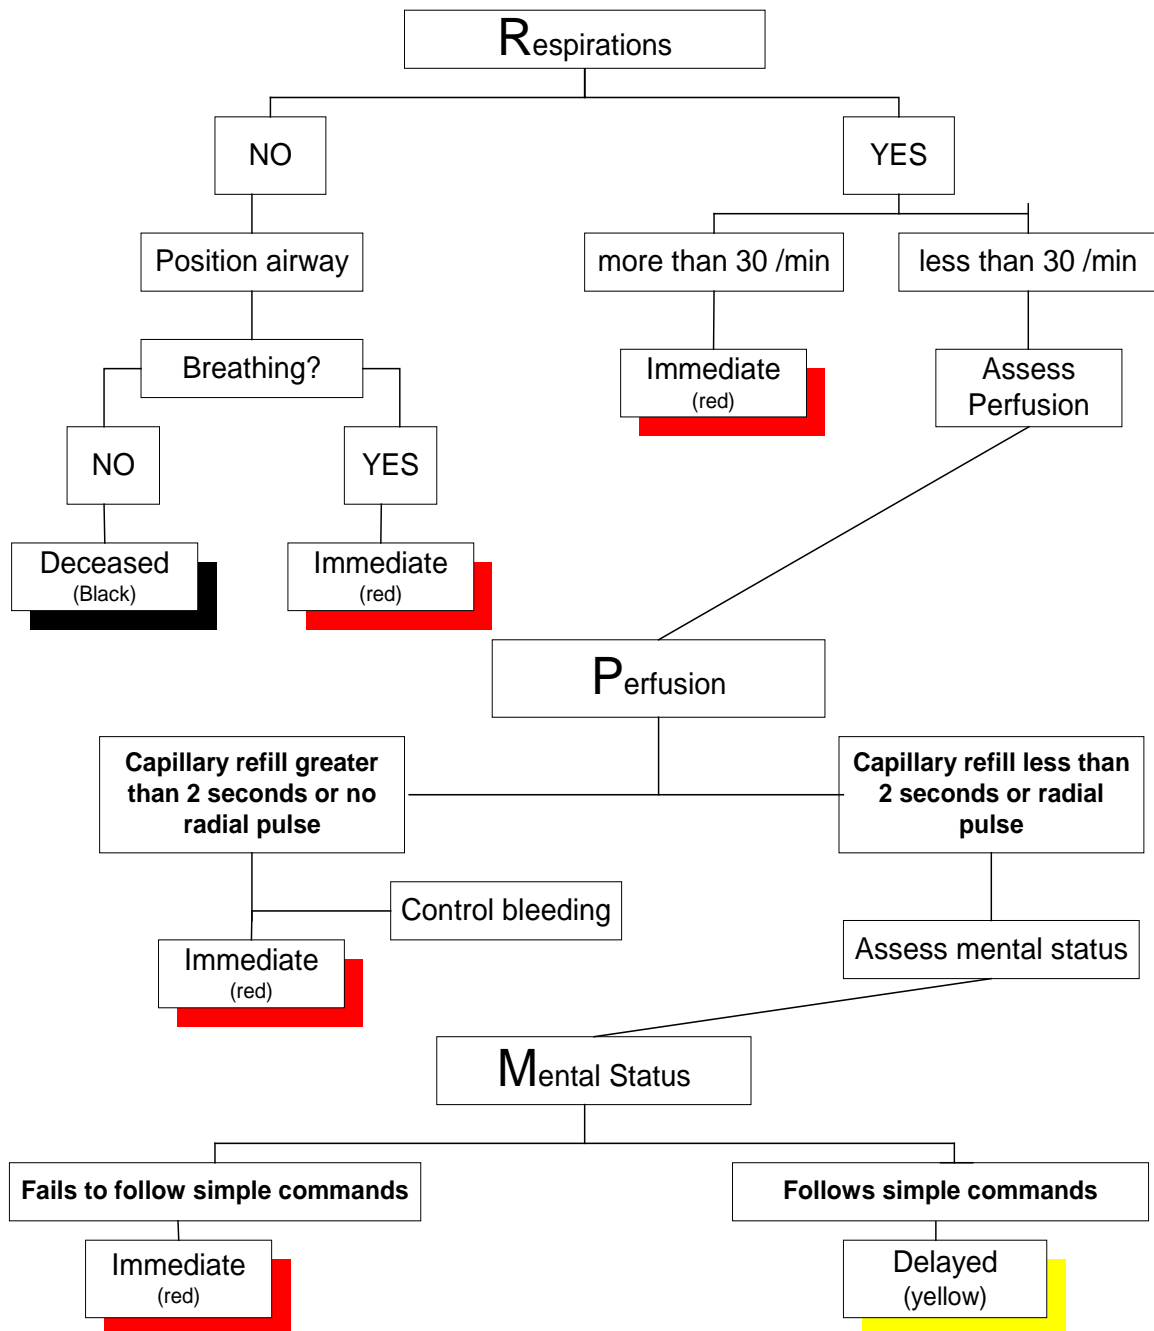 Respirations
NO
YES
Position airway
more than 30 /min
less than 30 /min
Breathing?
Immediate
(red)
Assess
Perfusion
NO
YES
Deceased
(Black)
Immediate
(red)
Perfusion
Capillary refill greater
than 2 seconds or no
radial pulse
Capillary refill less than
2 seconds or radial
pulse
Control bleeding
Immediate
(red)
Assess mental status
Mental Status
Fails to follow simple commands
Follows simple commands
Immediate
(red)
Delayed
(yellow)